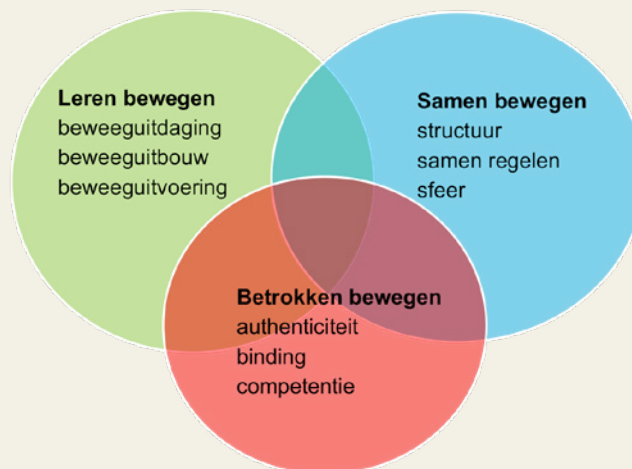 Leren bewegen
beweeguitdaging
beweeguitbouw
beweeguitvoering
Samen bewegen
structuur
samen regelen
sfeer
Betrokken bewegen
authenticiteit
binding
competentie